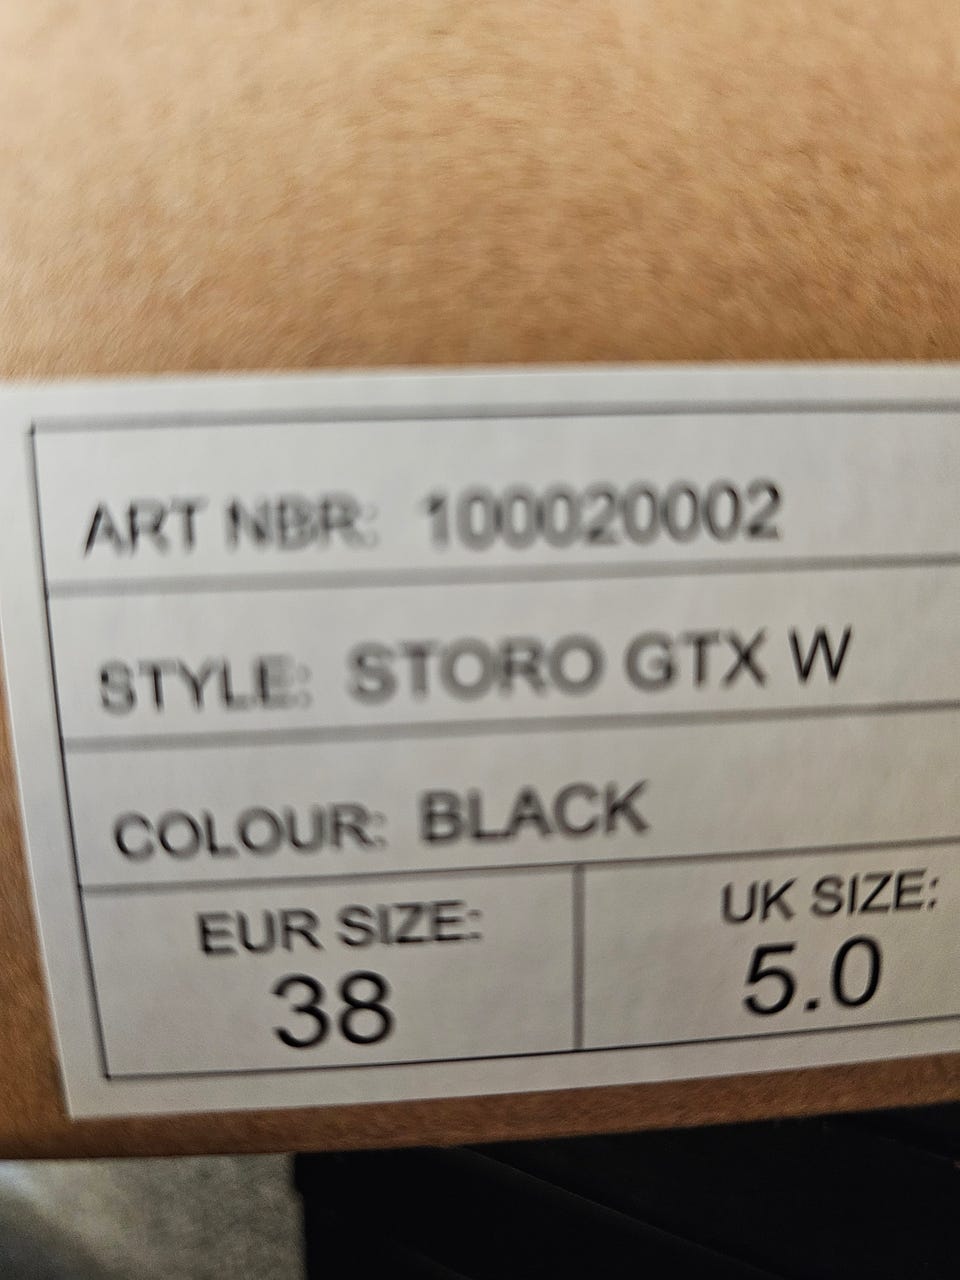 ART NBR: 100020002
STYLE: STORO GTX W
COLOUR: BLACK
EUR SIZE:
38
UK SIZE:
5.0